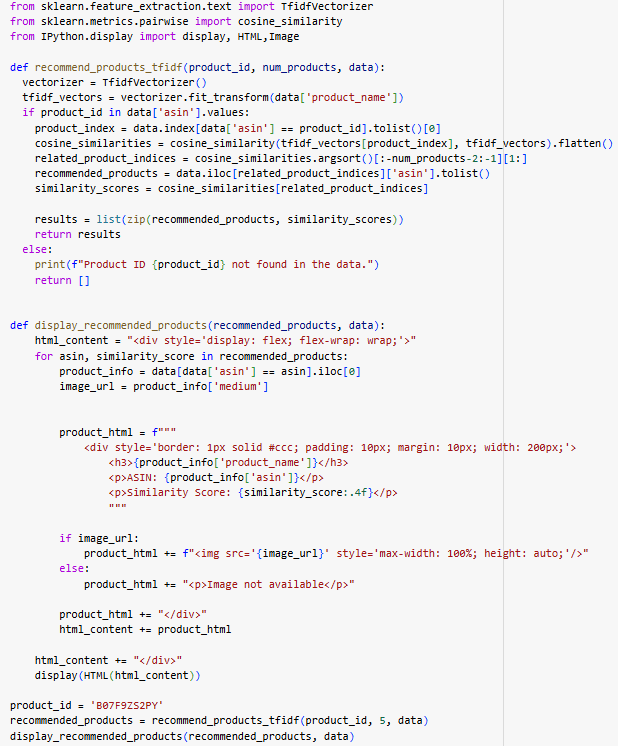 from sklearn.feature_extraction.text import TfidfVectorizer
from sklearn.metrics.pairwise import cosine_similarity
from IPython.display import display, HTML,Image

def recommend_products_tfidf(product_id, num_products, data):
  vectorizer = TfidfVectorizer()
  tfidf_vectors = vectorizer.fit_transform(data['product_name'])
  if product_id in data['asin'].values:
    product_index = data.index[data['asin'] == product_id].tolist()[0]
    cosine_similarities = cosine_similarity(tfidf_vectors[product_index], tfidf_vectors).flatten()
    related_product_indices = cosine_similarities.argsort()[:-num_products-2:-1][1:]
    recommended_products = data.iloc[related_product_indices]['asin'].tolist()
    similarity_scores = cosine_similarities[related_product_indices]

    results = list(zip(recommended_products, similarity_scores))
    return results
  else:
    print(f"Product ID {product_id} not found in the data.")
    return []


def display_recommended_products(recommended_products, data):
    html_content = "<div style='display: flex; flex-wrap: wrap;'>"
    for asin, similarity_score in recommended_products:
        product_info = data[data['asin'] == asin].iloc[0]
        image_url = product_info['medium']


        product_html = f"""
            <div style='border: 1px solid #ccc; padding: 10px; margin: 10px; width: 200px;'>
                <h3>{product_info['product_name']}</h3>
                <p>ASIN: {product_info['asin']}</p>
                <p>Similarity Score: {similarity_score:.4f}</p>
                """

        if image_url:
            product_html += f"<img src='{image_url}' style='max-width: 100%; height: auto;'/>"
        else:
            product_html += "<p>Image not available</p>"

        product_html += "</div>"
        html_content += product_html

    html_content += "</div>"
    display(HTML(html_content))

product_id = 'B07F9ZS2PY'
recommended_products = recommend_products_tfidf(product_id, 5, data)
display_recommended_products(recommended_products, data)